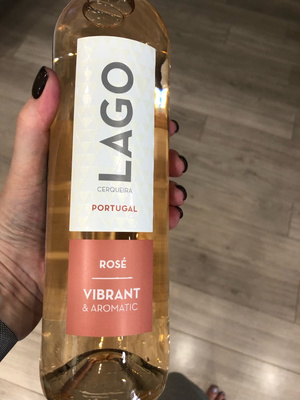 LAGO
CERQUEIRA
PORTUGAL
ROSÉ
VIBRANT
& AROMATIC